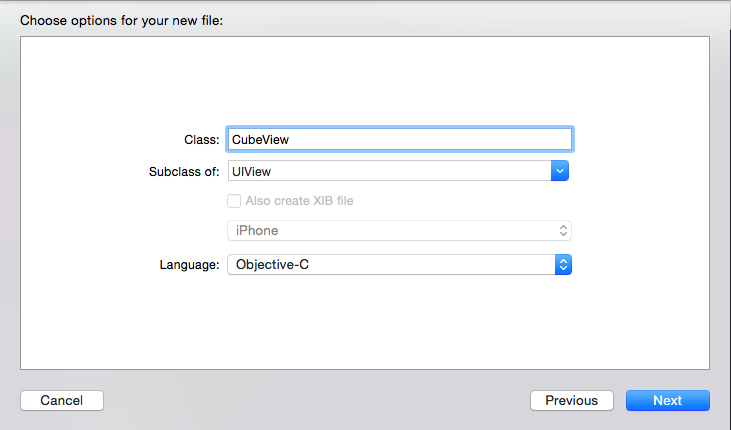 Choose options for your new file:
Class: CubeView
Subclass of: UIView
Also create XIB file
iPhone
Language: Objective-C
Cancel Previous Next